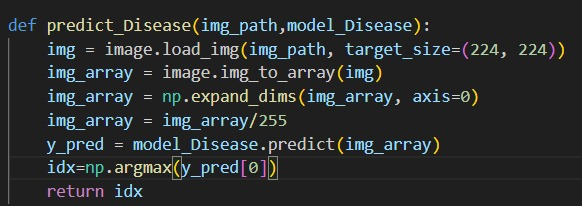 def predict_Disease(img_path,model_Disease):
    img = image.load_img(img_path, target_size=(224, 224))
    img_array = image.img_to_array(img)
    img_array = np.expand_dims(img_array, axis=0)
    img_array = img_array/255
    y_pred = model_Disease.predict(img_array)
    idx=np.argmax(y_pred[0])
    return idx